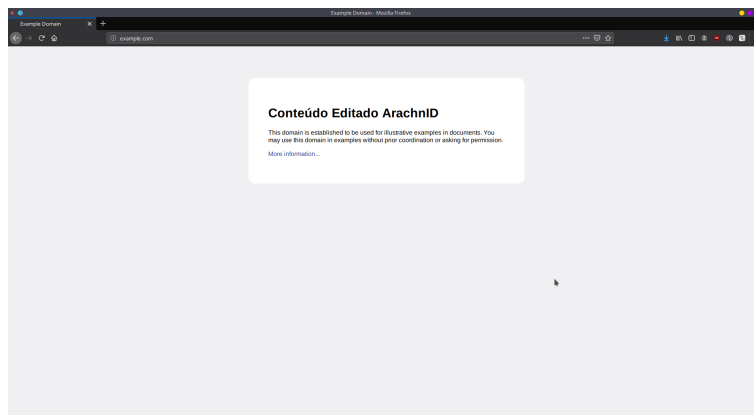 Example Domain - Mozilla Firefox
Example Domain
example.com
Conteúdo Editado ArachnID
This domain is established to be used for illustrative examples in documents. You
may use this domain in examples without prior coordination or asking for permission.
More information...